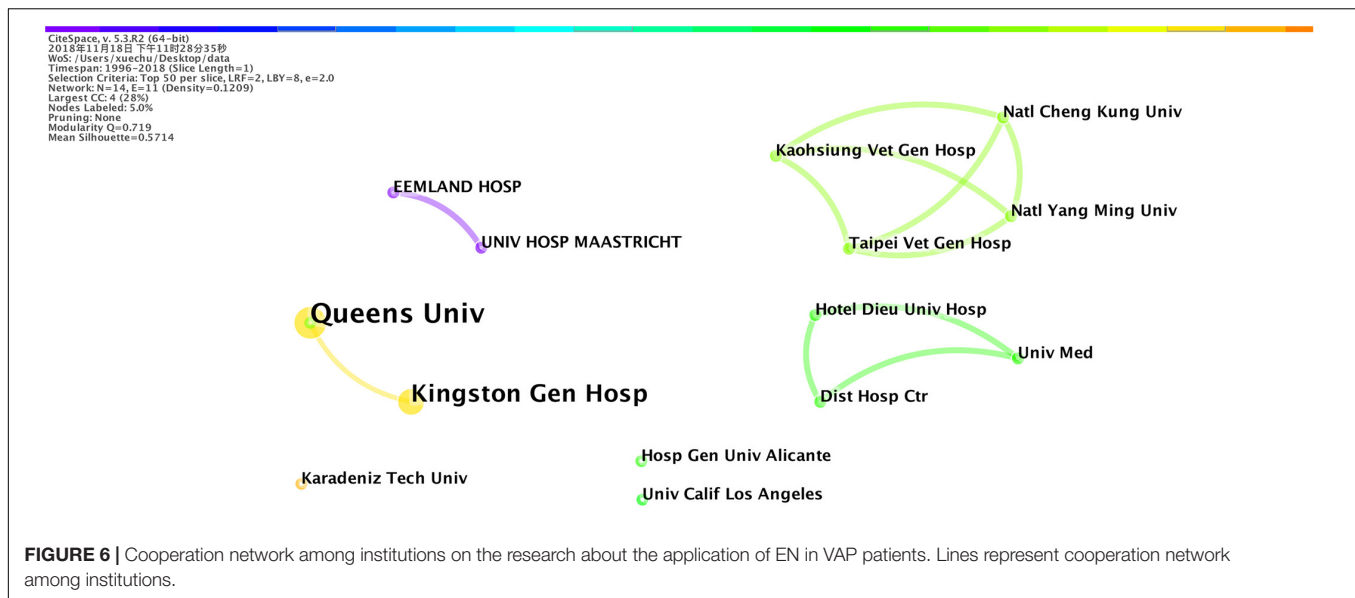 CiteSpace, v. 5.3.R2 (64-bit)
2018年11月18日 下午11时28分35秒
WoS: /Users/xuechu/Desktop/data
Timespan: 1996-2018 (Slice Length=1)
Selection Criteria: Top 50 per slice, LRF=2, LBY=8, e=2.0
Network: N=14, E=11 (Density=0.1209)
Largest CC: 4 (28%)
Nodes Labeled: 5.0%
Pruning: None
Modularity Q=0.719
Mean Silhouette=0.5714
Natl Cheng Kung Univ
Kaohsiung Vet Gen Hosp
EEMLAND HOSP
Natl Yang Ming Univ
UNIV HOSP MAASTRICHT
Taipei Vet Gen Hosp
Queens Univ
Hotel Dieu Univ Hosp
Univ Med
Kingston Gen Hosp
Dist Hosp Ctr
Hosp Gen Univ Alicante
Karadeniz Tech Univ
Univ Calif Los Angeles
FIGURE 6 | Cooperation network among institutions on the research about the application of EN in VAP patients. Lines represent cooperation network
among institutions.